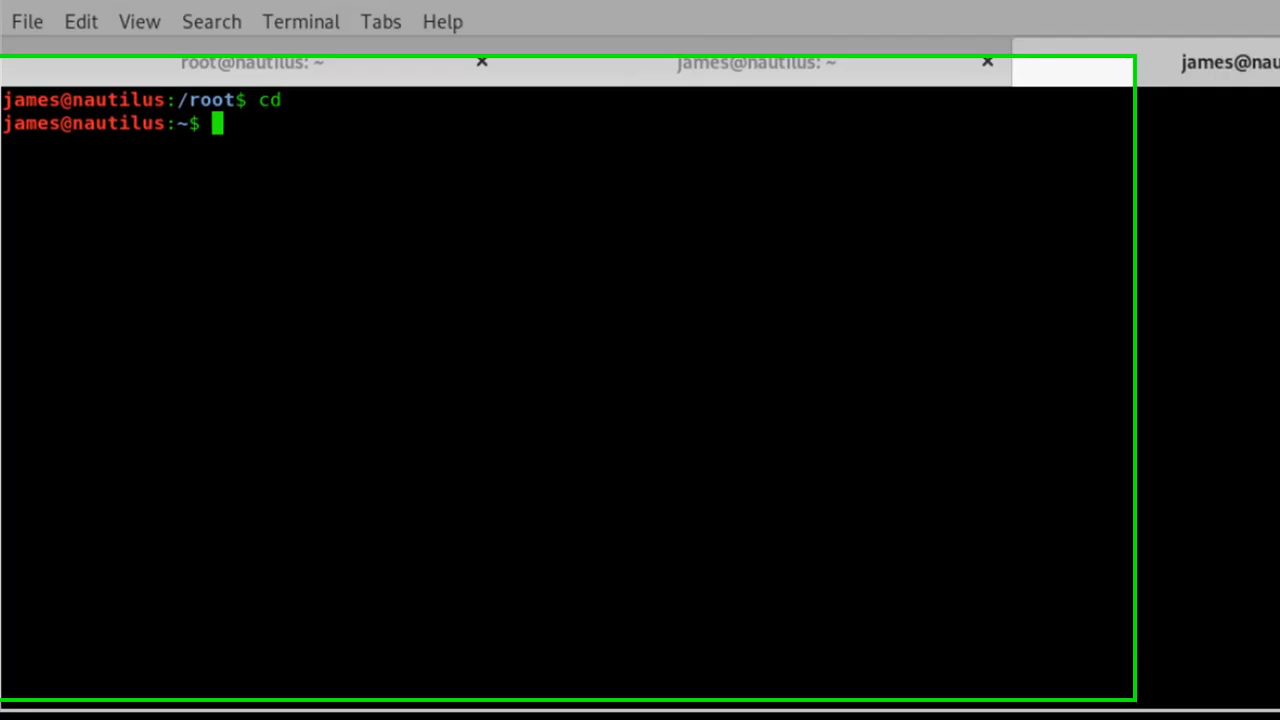 File Edit View Search Terminal Tabs Help
root@nautilus: ~ × james@nautilus: ~ × james@nau
james@nautilus:/root$ cd
james@nautilus:~$